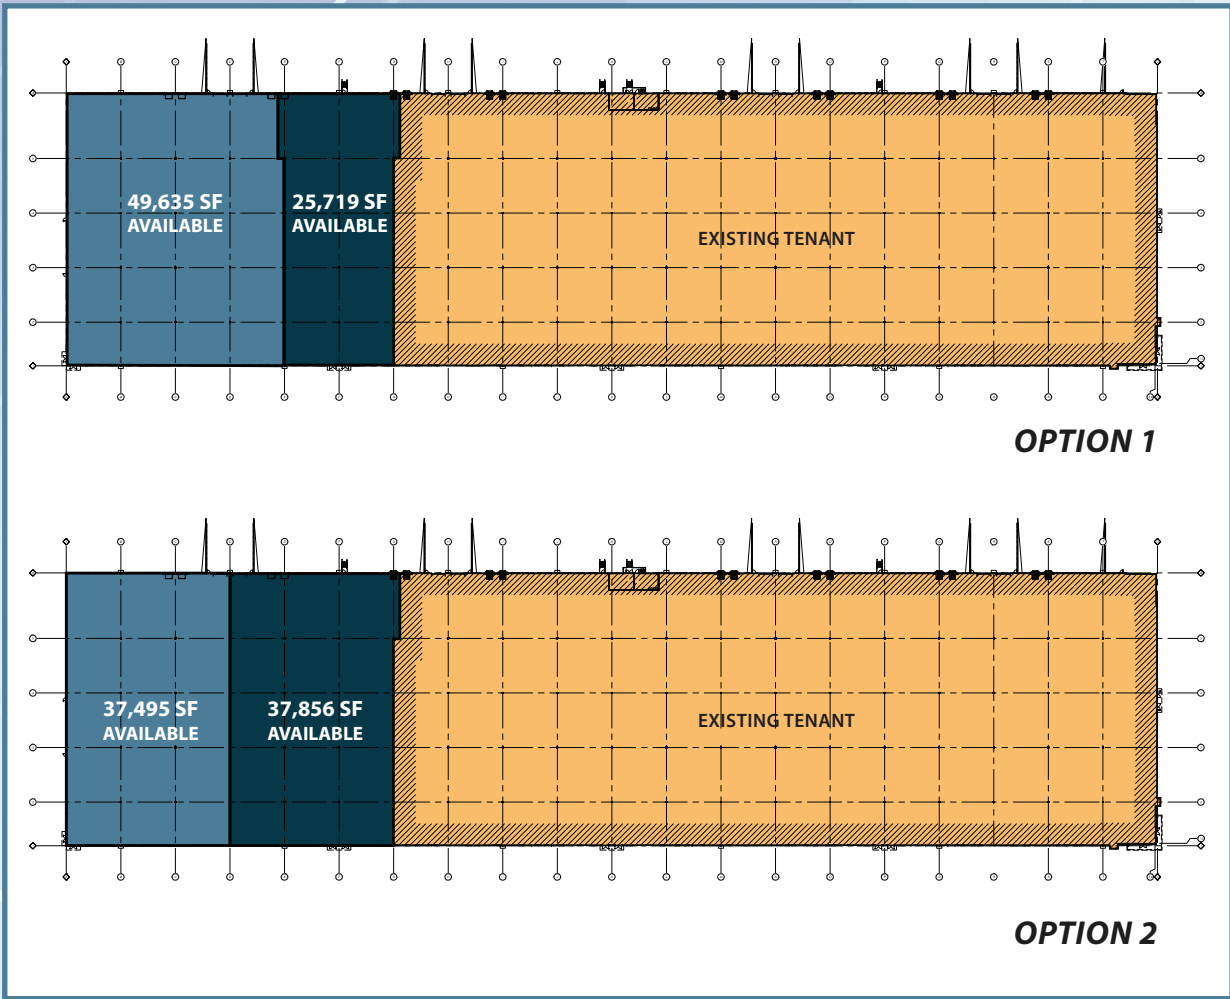 49,635 SF
AVAILABLE
25,719 SF
AVAILABLE
EXISTING TENANT
OPTION 1
37,495 SF
AVAILABLE
37,856 SF
AVAILABLE
EXISTING TENANT
OPTION 2